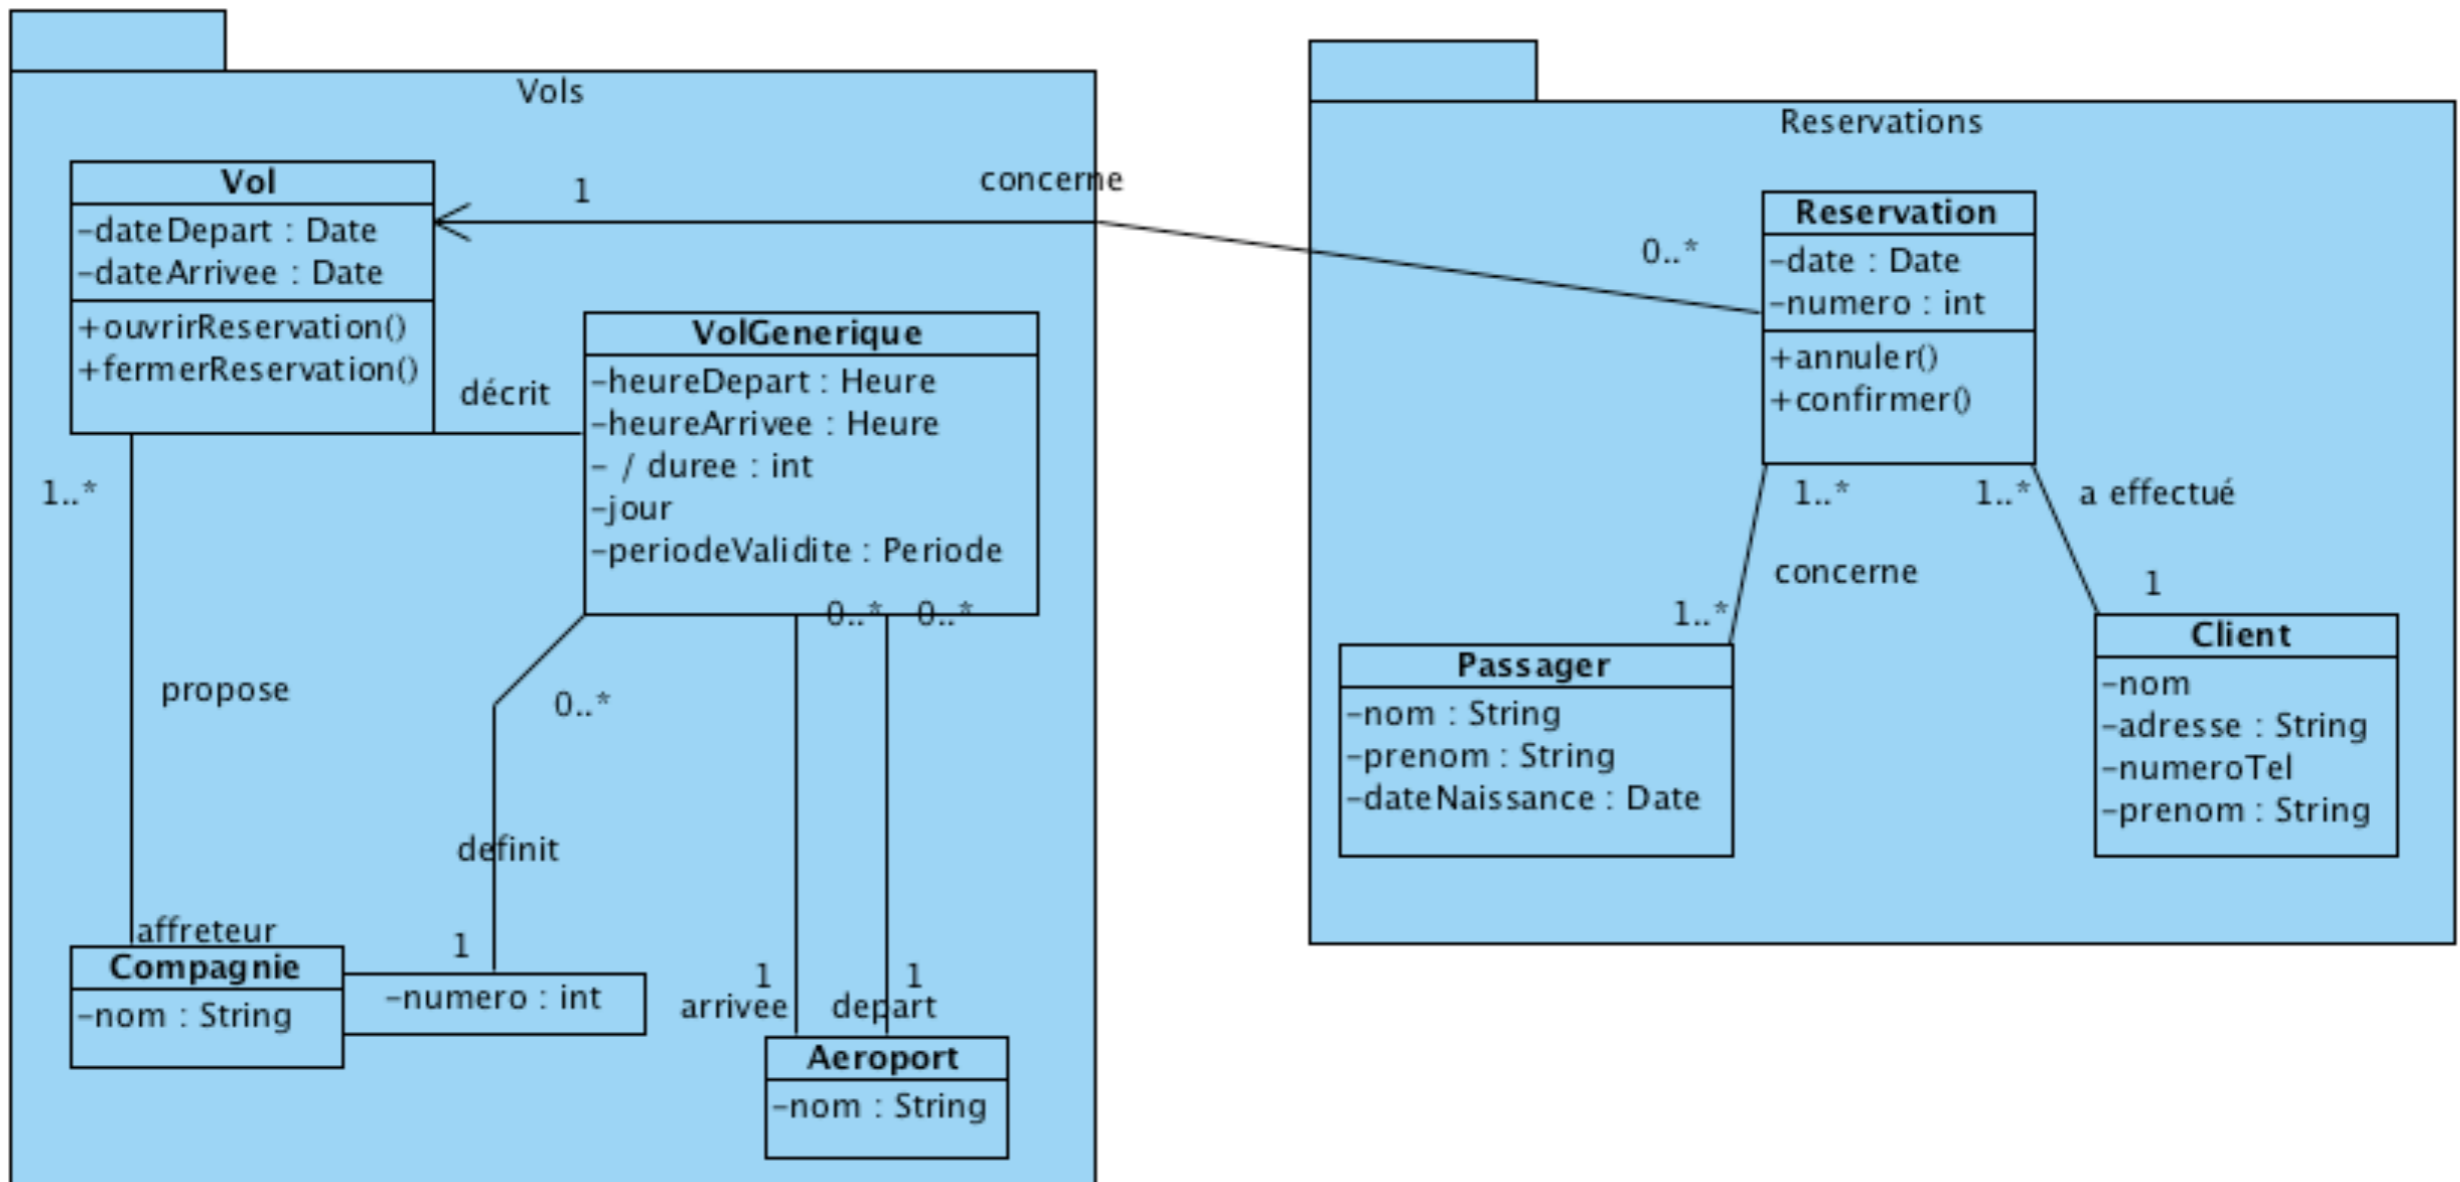 Vols
Vol
-dateDepart : Date
-dateArrivee : Date
+ouvrirReservation()
+fermerReservation()
1
concerne
décrit
VolGenerique
-heureDepart : Heure
-heureArrivee : Heure
- / duree : int
-jour
-periodeValidite : Periode
0..* 0..*
1..*
propose
0..*
definit
affreteur
1
Compagnie
-nom : String
-numero : int
1
arrivee
1
depart
Aeroport
-nom : String
Reservations
0..*
Reservation
-date : Date
-numero : int
+annuler()
+confirmer()
1..*
1..*
a effectué
concerne
1..*
1
Passager
-nom : String
-prenom : String
-dateNaissance : Date
Client
-nom
-adresse : String
-numeroTel
-prenom : String